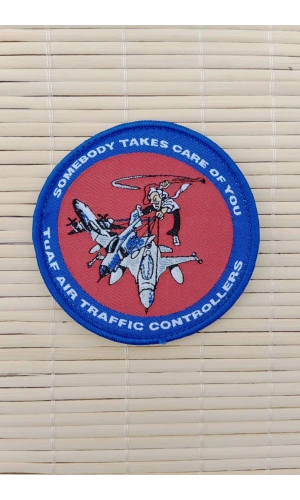 SOMEBODY TAKES CARE OF YOU
TuAF AIR TRAFFIC CONTROLLERS